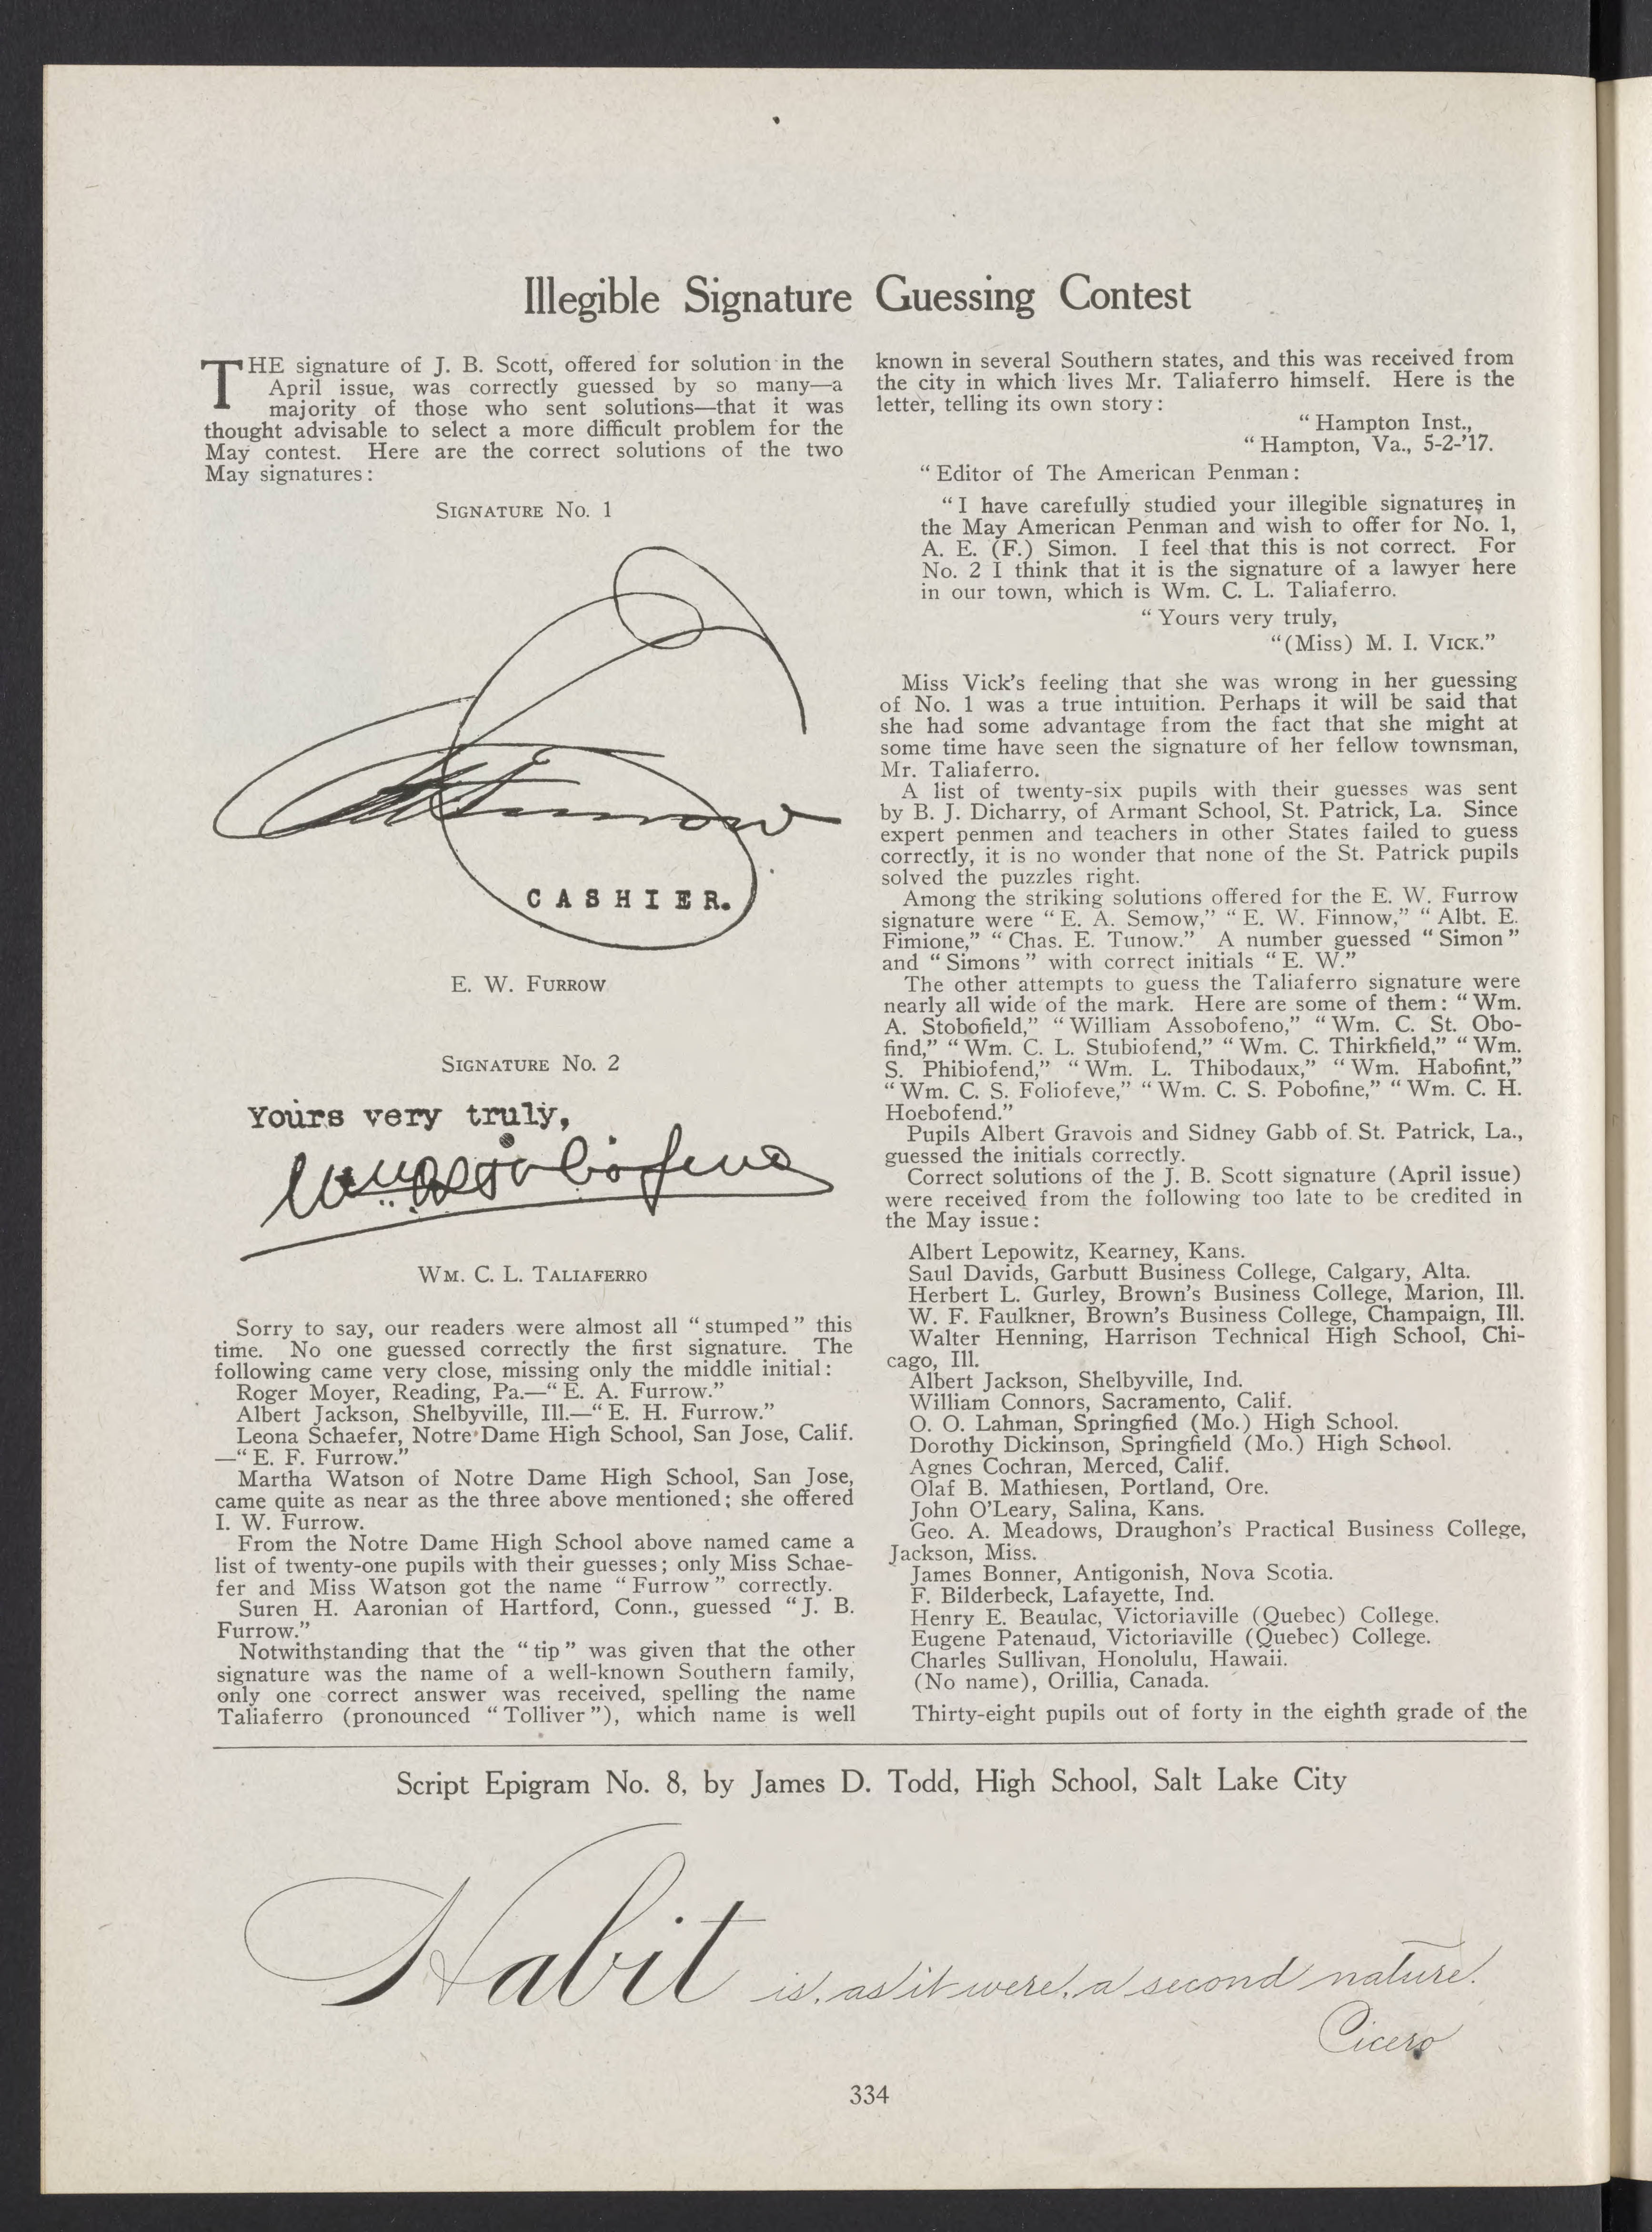 Illegible Signature Guessing Contest
THE signature of J. B. Scott, offered for solution in the
April issue, was correctly guessed by so many—a
majority of those who sent solutions—that it was
thought advisable to select a more difficult problem for the
May contest. Here are the correct solutions of the two
May signatures:
SIGNATURE No. 1
CASHIER.
E. W. FURROW
SIGNATURE No. 2
Yours very truly,
WM. C. L. TALIAFERRO
Sorry to say, our readers were almost all “stumped” this
time. No one guessed correctly the first signature. The
following came very close, missing only the middle initial:
Roger Moyer, Reading, Pa.—“E. A. Furrow.”
Albert Jackson, Shelbyville, Ill.—“E. H. Furrow.”
Leona Schaefer, Notre Dame High School, San Jose, Calif.
—“E. F. Furrow.”
Martha Watson of Notre Dame High School, San Jose,
came quite as near as the three above mentioned; she offered
I. W. Furrow.
From the Notre Dame High School above named came a
list of twenty-one pupils with their guesses; only Miss Schae-
fer and Miss Watson got the name “Furrow” correctly.
Suren H. Aaronian of Hartford, Conn., guessed “J. B.
Furrow.”
Notwithstanding that the “tip” was given that the other
signature was the name of a well-known Southern family,
only one correct answer was received, spelling the name
Taliaferro (pronounced “Tolliver”), which name is well
known in several Southern states, and this was received from
the city in which lives Mr. Taliaferro himself. Here is the
letter, telling its own story:
“Hampton Inst.,
“Hampton, Va., 5-2-’17.
“Editor of The American Penman:
“I have carefully studied your illegible signatures in
the May American Penman and wish to offer for No. 1,
A. E. (F.) Simon. I feel that this is not correct. For
No. 2 I think that it is the signature of a lawyer here
in our town, which is Wm. C. L. Taliaferro.
“Yours very truly,
“(Miss) M. I. VICK.”
Miss Vick’s feeling that she was wrong in her guessing
of No. 1 was a true intuition. Perhaps it will be said that
she had some advantage from the fact that she might at
some time have seen the signature of her fellow townsman,
Mr. Taliaferro.
A list of twenty-six pupils with their guesses was sent
by B. J. Dicharry, of Armant School, St. Patrick, La. Since
expert penmen and teachers in other States failed to guess
correctly, it is no wonder that none of the St. Patrick pupils
solved the puzzles right.
Among the striking solutions offered for the E. W. Furrow
signature were “E. A. Semow,” “E. W. Finnow,” “Albt. E.
Fimione,” “Chas. E. Tunow.” A number guessed “Simon”
and “Simons” with correct initials “E. W.”
The other attempts to guess the Taliaferro signature were
nearly all wide of the mark. Here are some of them: “Wm.
A. Stobofield,” “William Assobofeno,” “Wm. C. St. Obo-
find,” “Wm. C. L. Stubiofend,” “Wm. C. Thirkfield,” “Wm.
S. Phibiofend,” “Wm. L. Thibodaux,” “Wm. Habofint,”
“Wm. C. S. Foliofeve,” “Wm. C. S. Pobofine,” “Wm. C. H.
Hoebofend.”
Pupils Albert Gravois and Sidney Gabb of St. Patrick, La.,
guessed the initials correctly.
Correct solutions of the J. B. Scott signature (April issue)
were received from the following too late to be credited in
the May issue:
Albert Lepowitz, Kearney, Kans.
Saul Davids, Garbutt Business College, Calgary, Alta.
Herbert L. Gurley, Brown’s Business College, Marion, Ill.
W. F. Faulkner, Brown’s Business College, Champaign, Ill.
Walter Henning, Harrison Technical High School, Chi-
cago, Ill.
Albert Jackson, Shelbyville, Ind.
William Connors, Sacramento, Calif.
O. O. Lahman, Springfied (Mo.) High School.
Dorothy Dickinson, Springfield (Mo.) High School.
Agnes Cochran, Merced, Calif.
Olaf B. Mathiesen, Portland, Ore.
John O’Leary, Salina, Kans.
Geo. A. Meadows, Draughon’s Practical Business College,
Jackson, Miss.
James Bonner, Antigonish, Nova Scotia.
F. Bilderbeck, Lafayette, Ind.
Henry E. Beaulac, Victoriaville (Quebec) College.
Eugene Patenaud, Victoriaville (Quebec) College.
Charles Sullivan, Honolulu, Hawaii.
(No name), Orillia, Canada.
Thirty-eight pupils out of forty in the eighth grade of the
Script Epigram No. 8, by James D. Todd, High School, Salt Lake City
Habit is, as it were, a second nature.
Cicero
334